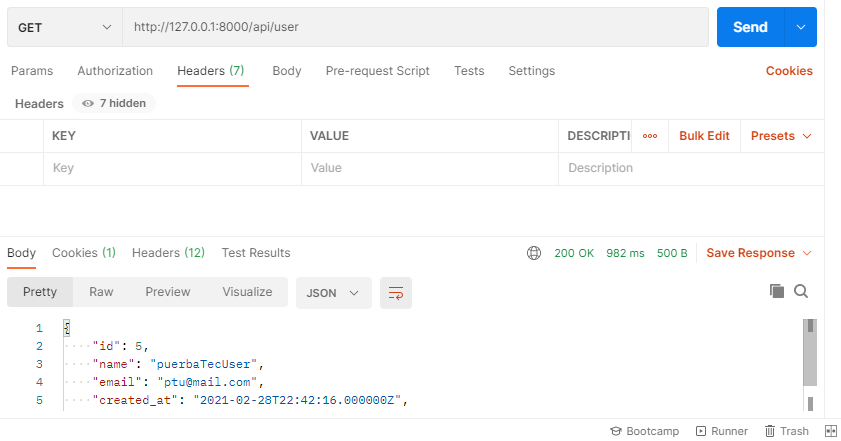 GET http://127.0.0.1:8000/api/user Send
Params Authorization Headers (7) Body Pre-request Script Tests Settings Cookies
Headers 7 hidden
KEY VALUE DESCRIPTI Bulk Edit Presets
Key Value Description
Body Cookies (1) Headers (12) Test Results 200 OK 982 ms 500 B Save Response
Pretty Raw Preview Visualize JSON
1 {
2 "id": 5,
3 "name": "puerbaTecUser",
4 "email": "ptu@mail.com",
5 "created_at": "2021-02-28T22:42:16.000000Z",
Bootcamp Runner Trash